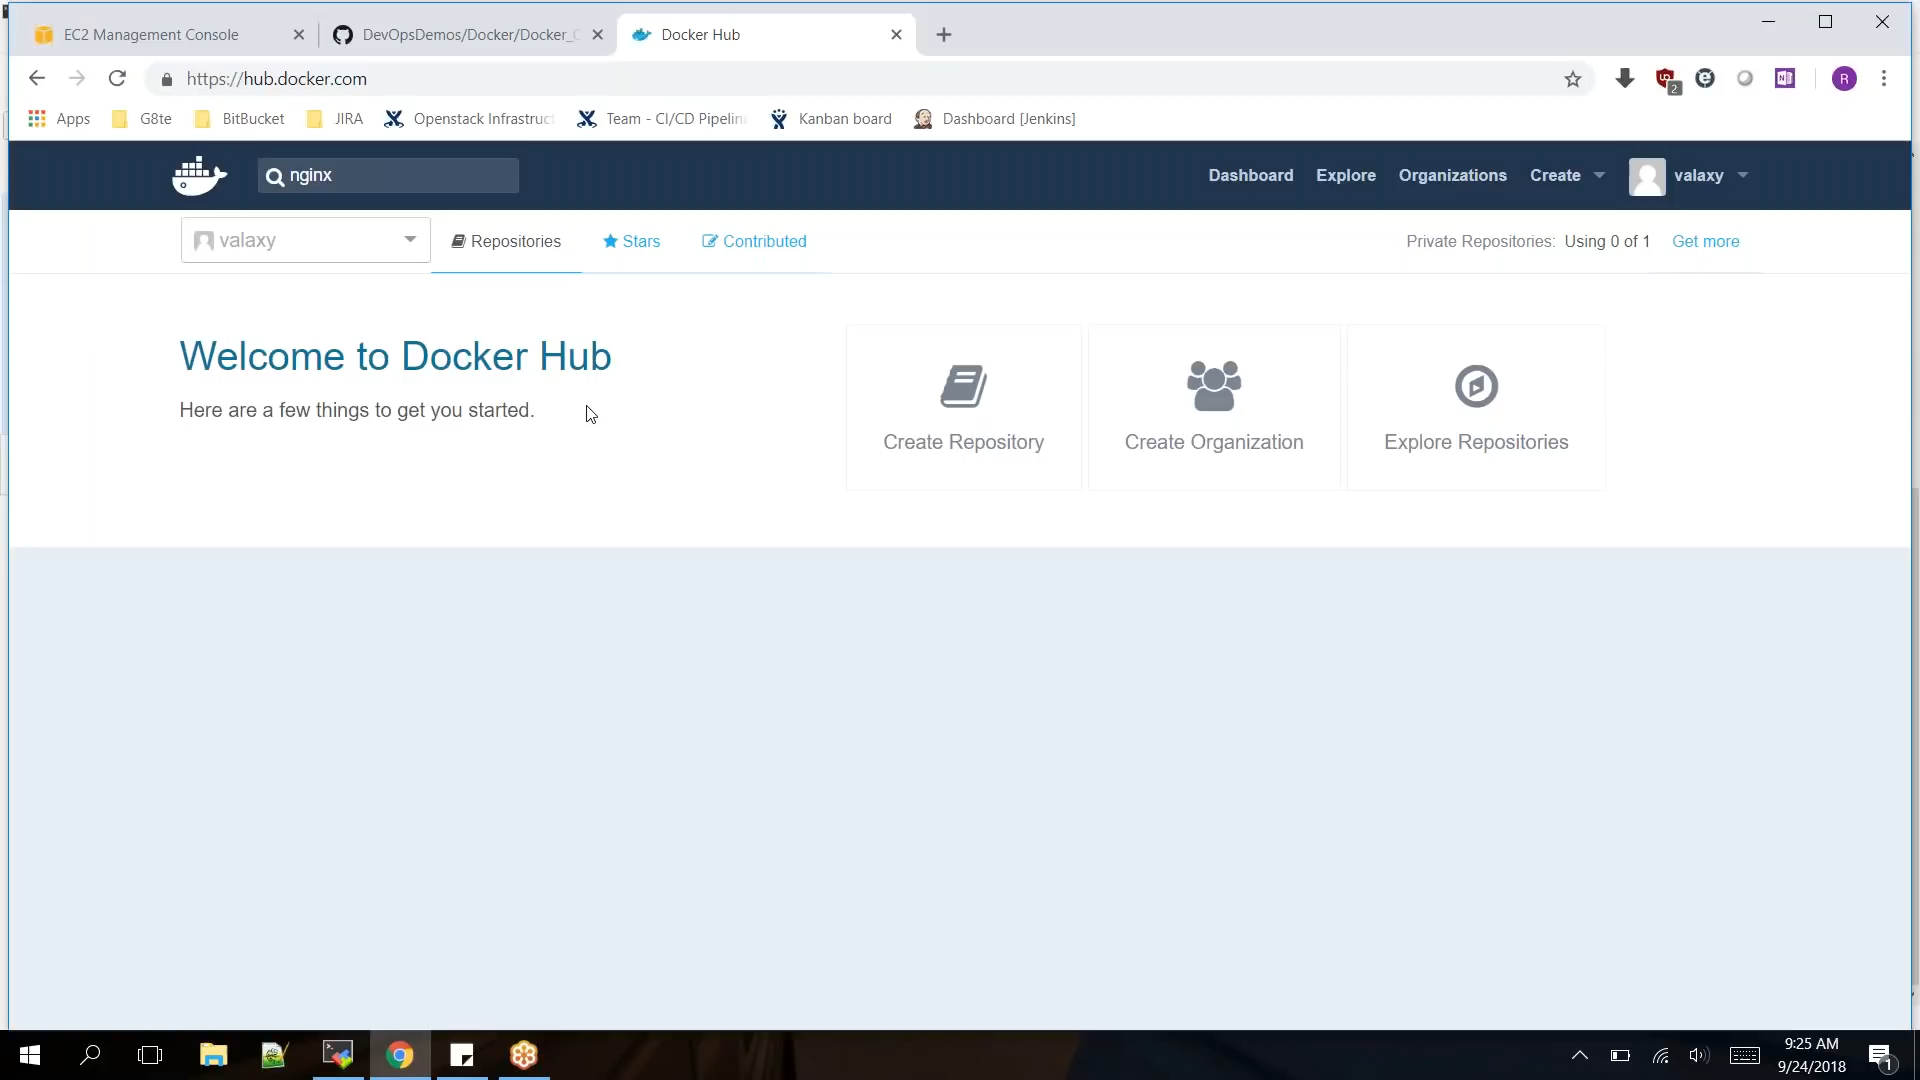 EC2 Management Console
DevOpsDemos/Docker/Docker_
Docker Hub
https://hub.docker.com
2
R
Apps
G8te
BitBucket
JIRA
Openstack Infrastruct
Team - CI/CD Pipelin
Kanban board
Dashboard [Jenkins]
nginx
Dashboard
Explore
Organizations
Create
valaxy
valaxy
Repositories
Stars
Contributed
Private Repositories: Using 0 of 1
Get more
Welcome to Docker Hub
Here are a few things to get you started.
Create Repository
Create Organization
Explore Repositories
9:25 AM
9/24/2018
1